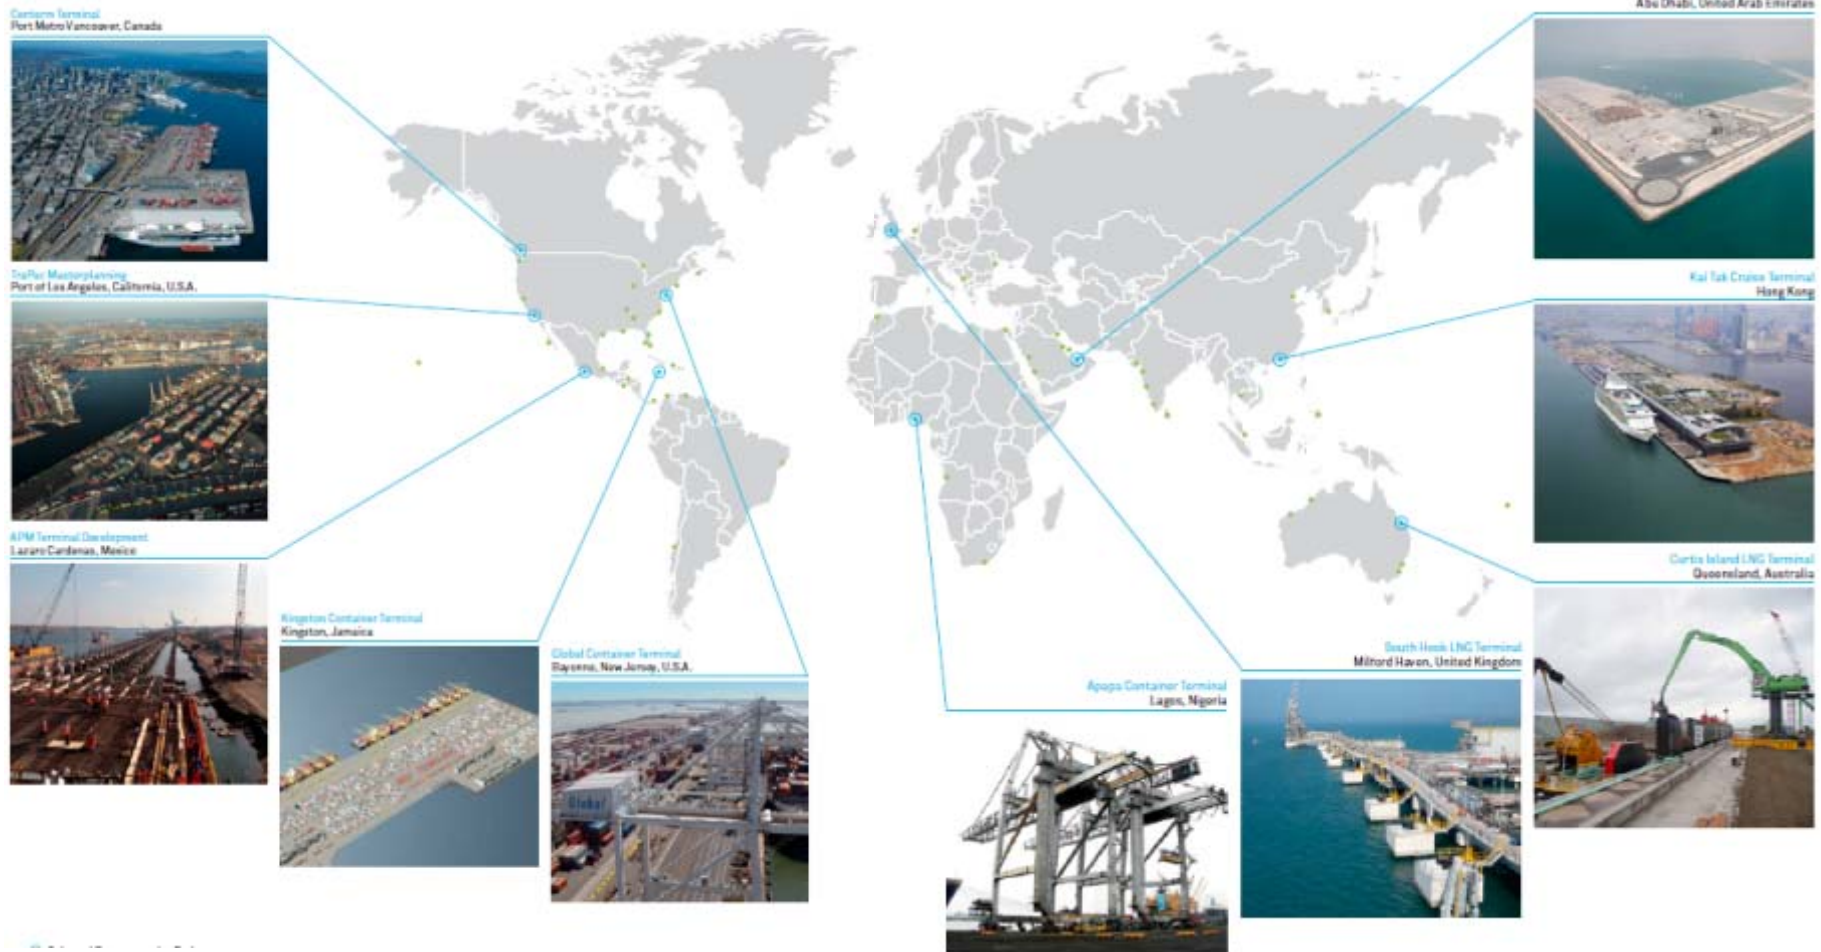 Centerm Terminal
Port Metro Vancouver, Canada
TraPac Masterplanning
Port of Los Angeles, California, U.S.A.
APM Terminal Development
Lazaro Cardenas, Mexico
Kingston Container Terminal
Kingston, Jamaica
Global Container Terminal
Bayonne, New Jersey, U.S.A.
Global
Apapa Container Terminal
Lagos, Nigeria
South Hook LNG Terminal
Milford Haven, United Kingdom
Abu Dhabi, United Arab Emirates
Kai Tak Cruise Terminal
Hong Kong
Curtis Island LNG Terminal
Queensland, Australia